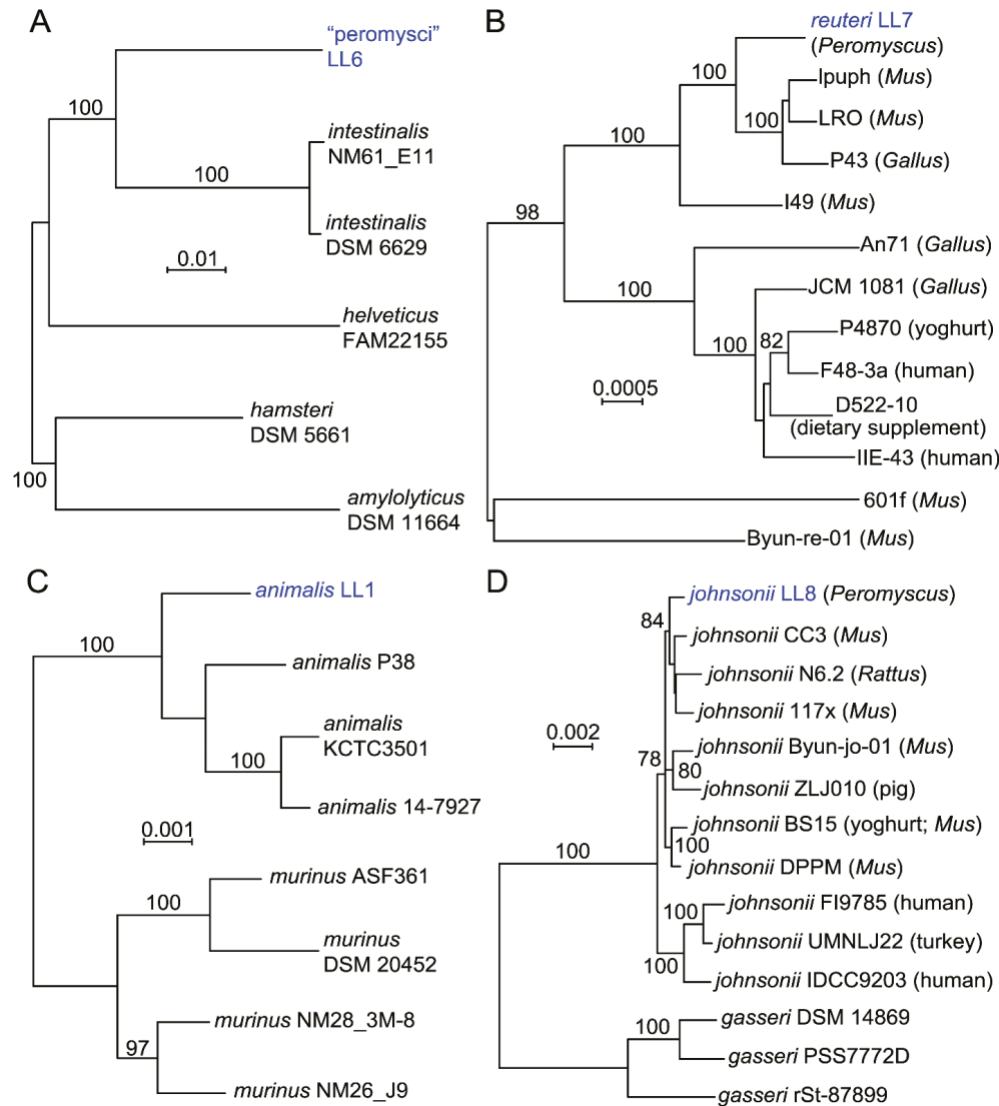 A
"peromysci"
LL6
100
intestinalis
NM61_E11
100
intestinalis
DSM 6629
0.01
helveticus
FAM22155
hamsteri
DSM 5661
100
amylolyticus
DSM 11664
B
reuteri LL7
(Peromyscus)
100
Ipuph (Mus)
LRO (Mus)
100
100
P43 (Gallus)
I49 (Mus)
98
An71 (Gallus)
100
JCM 1081 (Gallus)
P4870 (yoghurt)
82
100
F48-3a (human)
0.0005
D522-10
(dietary supplement)
IIE-43 (human)
601f (Mus)
Byun-re-01 (Mus)
C
animalis LL1
100
animalis P38
animalis
KCTC3501
100
animalis 14-7927
0.001
murinus ASF361
100
murinus
DSM 20452
murinus NM28_3M-8
97
murinus NM26_J9
D
johnsonii LL8 (Peromyscus)
84
johnsonii CC3 (Mus)
johnsonii N6.2 (Rattus)
johnsonii 117x (Mus)
0.002
johnsonii Byun-jo-01 (Mus)
78
80
johnsonii ZLJ010 (pig)
johnsonii BS15 (yoghurt; Mus)
100
100
johnsonii DPPM (Mus)
johnsonii FI9785 (human)
100
johnsonii UMNLJ22 (turkey)
100
johnsonii IDCC9203 (human)
gasseri DSM 14869
100
gasseri PSS7772D
gasseri rSt-87899